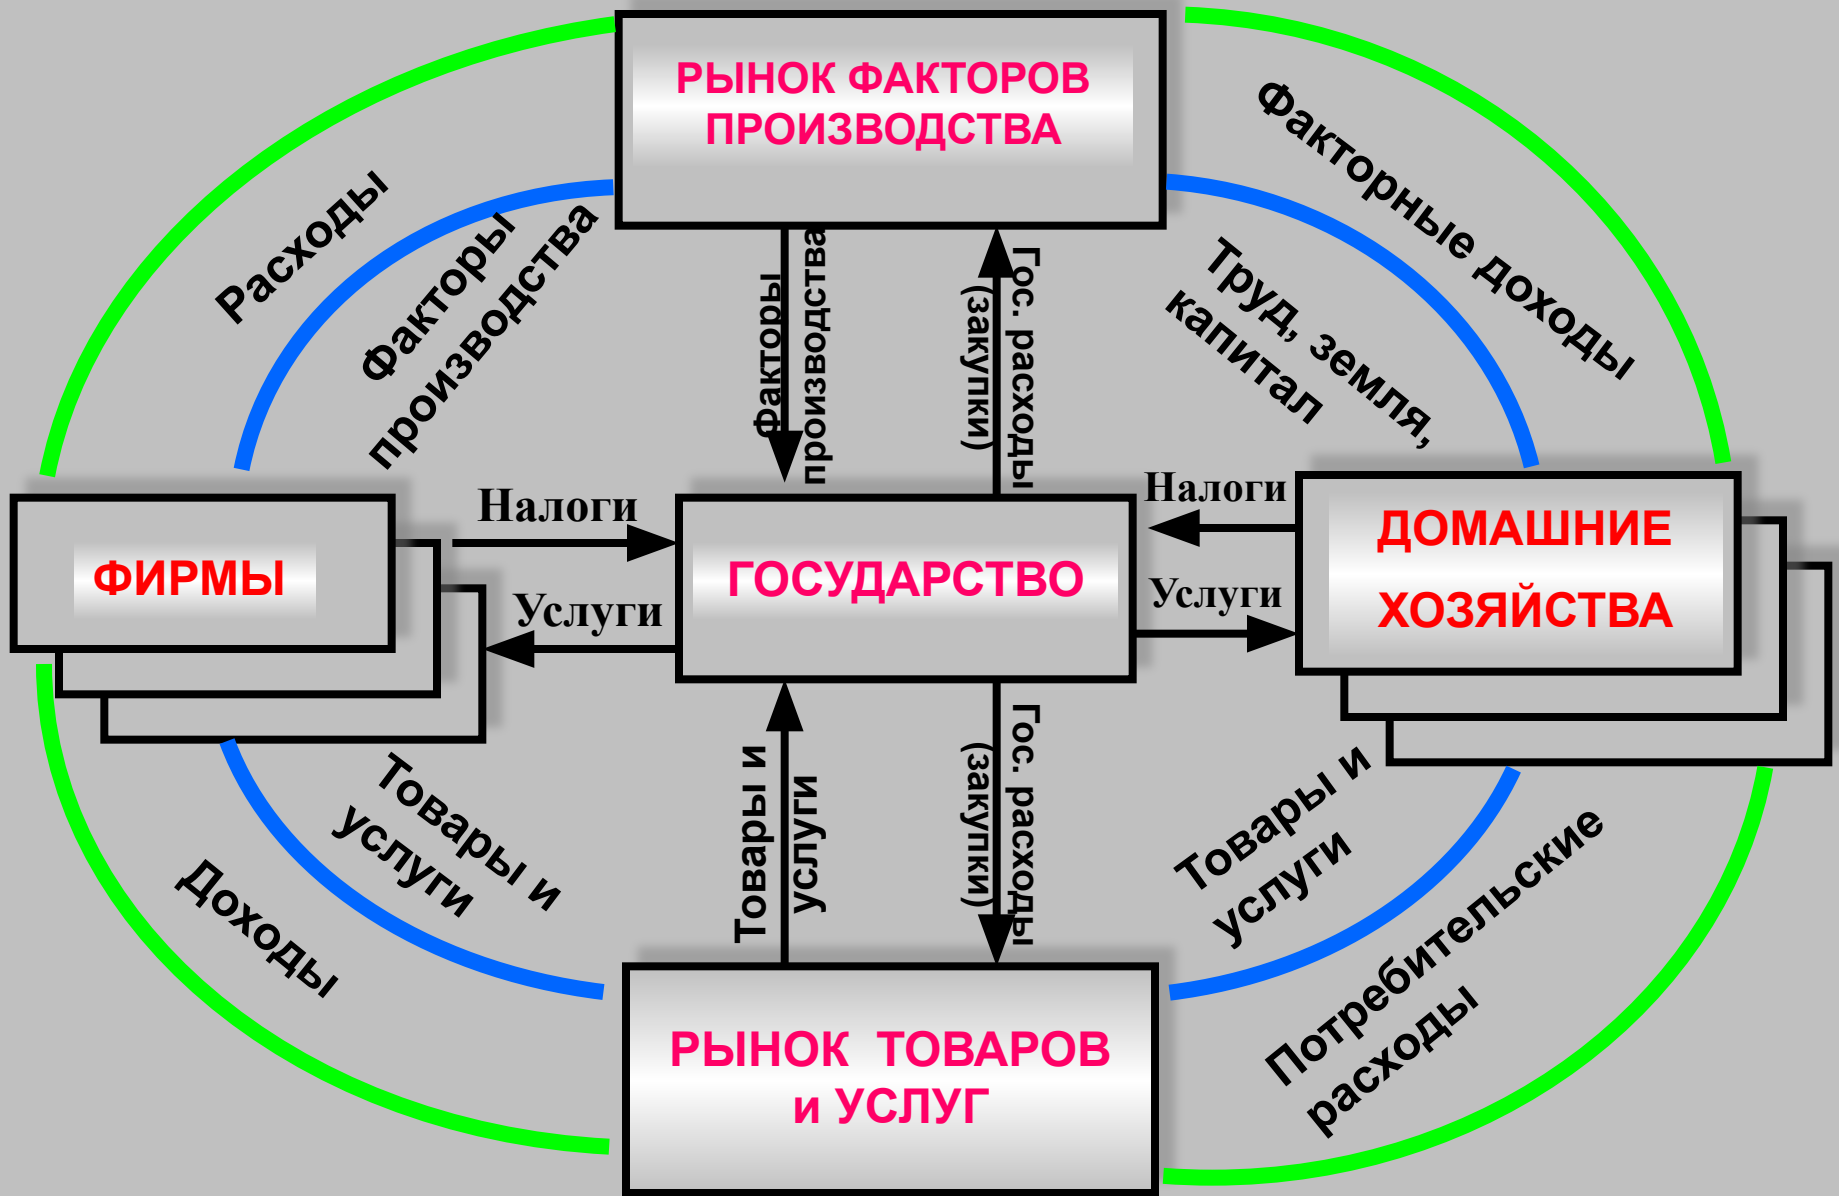 РЫНОК ФАКТОРОВ
ПРОИЗВОДСТВА
Расходы
Факторы
производства
Факторы
производства
Гос. расходы
(закупки)
Факторные доходы
Труд, земля,
капитал
Налоги
Налоги
ФИРМЫ
ГОСУДАРСТВО
ДОМАШНИЕ
ХОЗЯЙСТВА
Услуги
Услуги
Товары и
услуги
Доходы
Товары и
услуги
Гос. расходы
(закупки)
Товары и
услуги
Потребительские
расходы
РЫНОК ТОВАРОВ
и УСЛУГ